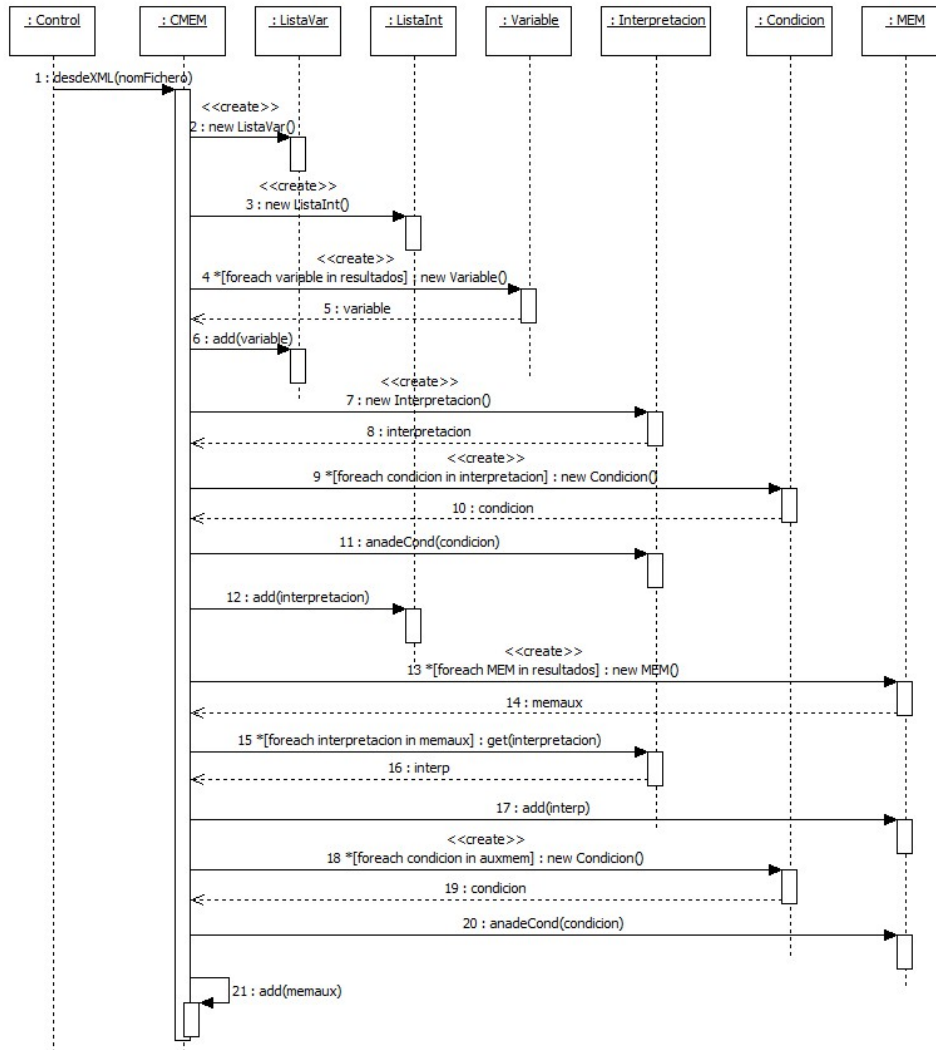 : Control
: CMEM
: ListaVar
: ListaInt
: Variable
: Interpretacion
: Condicion
: MEM
1 : desdeXML(nomFichero)
<<create>>
2 : new ListaVar()
<<create>>
3 : new ListaInt()
<<create>>
4 *[foreach variable in resultados] : new Variable()
5 : variable
6 : add(variable)
<<create>>
7 : new Interpretacion()
8 : interpretacion
<<create>>
9 *[foreach condicion in interpretacion] : new Condicion()
10 : condicion
11 : anadeCond(condicion)
12 : add(interpretacion)
<<create>>
13 *[foreach MEM in resultados] : new MEM()
14 : memaux
15 *[foreach interpretacion in memaux] : get(interpretacion)
16 : interp
17 : add(interp)
<<create>>
18 *[foreach condicion in auxmem] : new Condicion()
19 : condicion
20 : anadeCond(condicion)
21 : add(memaux)